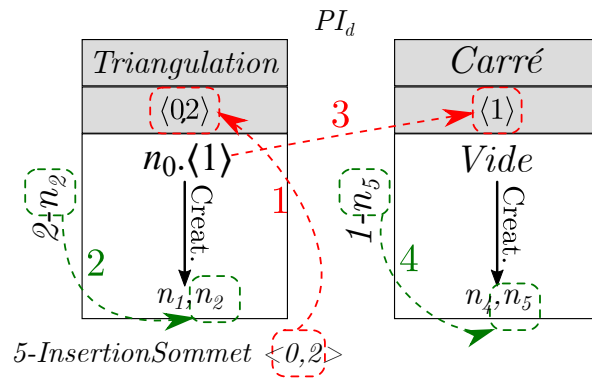 PI_d
Triangulation
⟨0,2⟩
n_0.⟨1⟩
Creat.
n_1,n_2
2-n_2
1
2
3
Carré
⟨1⟩
Vide
Creat.
n_4,n_5
1-n_5
4
5-InsertionSommet <0,2>